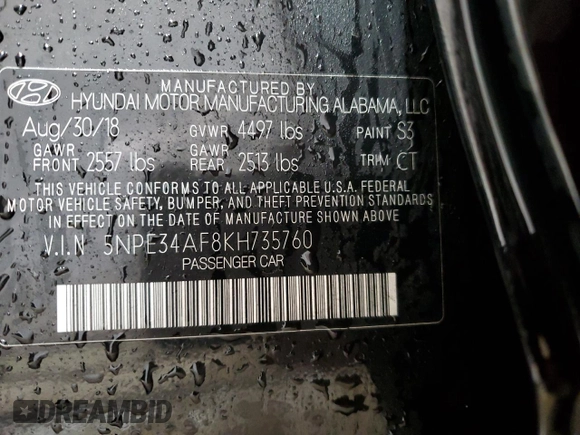 MANUFACTURED BY
HYUNDAI MOTOR MANUFACTURING ALABAMA, LLC
Aug/30/18 GVWR 4497 lbs PAINT S3
GAWR FRONT 2557 lbs GAWR REAR 2513 lbs TRIM CT
THIS VEHICLE CONFORMS TO ALL APPLICABLE U.S.A. FEDERAL
MOTOR VEHICLE SAFETY, BUMPER, AND THEFT PREVENTION STANDARDS
IN EFFECT ON THE DATE OF MANUFACTURE SHOWN ABOVE.
V.I.N 5NPE34AF8KH735760
PASSENGER CAR
DREAMBID